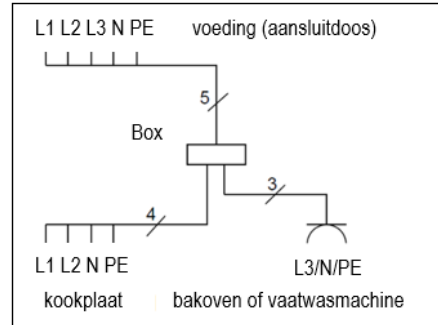 L1 L2 L3 N PE voeding (aansluitdoos)
5
Box
3
4
L1 L2 N PE
L3/N/PE
kookplaat bakoven of vaatwasmachine